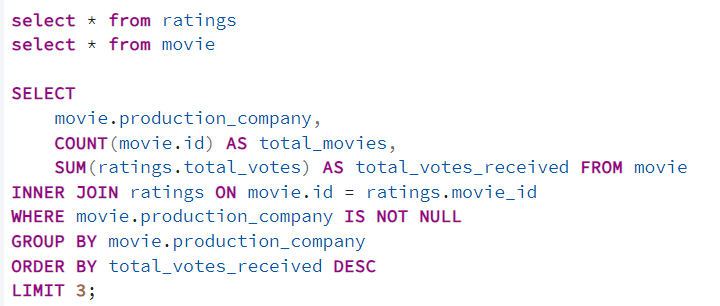 select * from ratings
select * from movie
SELECT
movie.production_company,
COUNT(movie.id) AS total_movies,
SUM(ratings.total_votes) AS total_votes_received FROM movie
INNER JOIN ratings ON movie.id = ratings.movie_id
WHERE movie.production_company IS NOT NULL
GROUP BY movie.production_company
ORDER BY total_votes_received DESC
LIMIT 3;